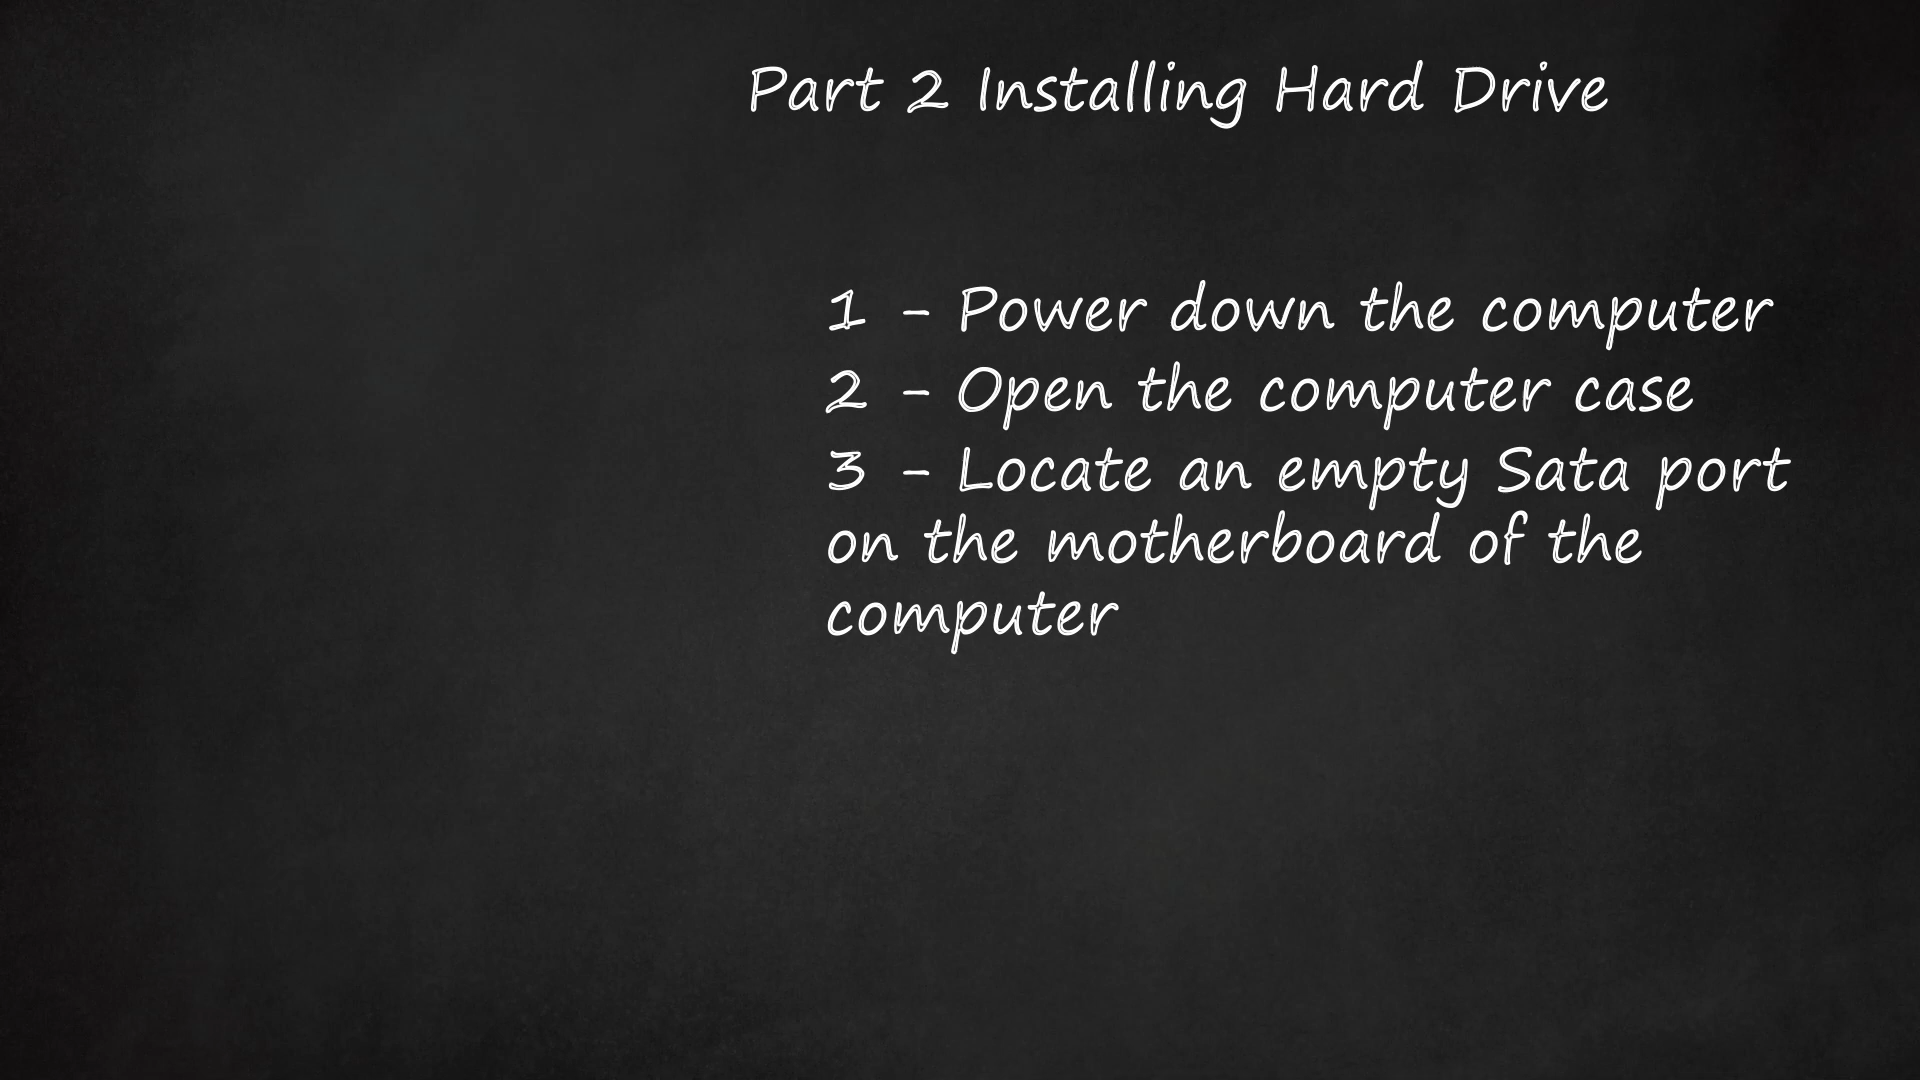 Part 2 Installing Hard Drive
1 - Power down the computer
2 - Open the computer case
3 - Locate an empty Sata port
on the motherboard of the
computer